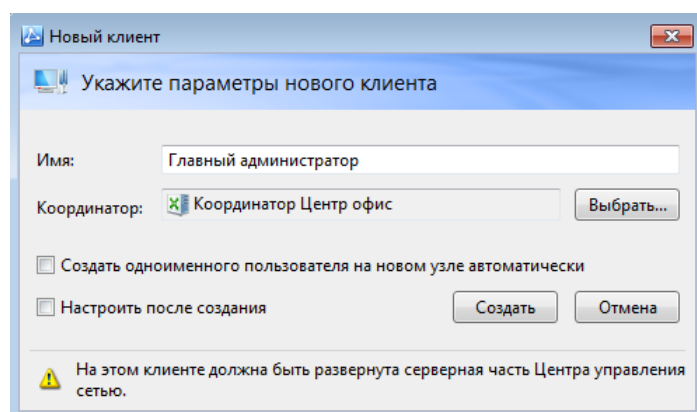 Новый клиент
Укажите параметры нового клиента
Имя: Главный администратор
Координатор: Координатор Центр офис Выбрать...
Создать одноименного пользователя на новом узле автоматически
Настроить после создания Создать Отмена
На этом клиенте должна быть развернута серверная часть Центра управления
сетью.